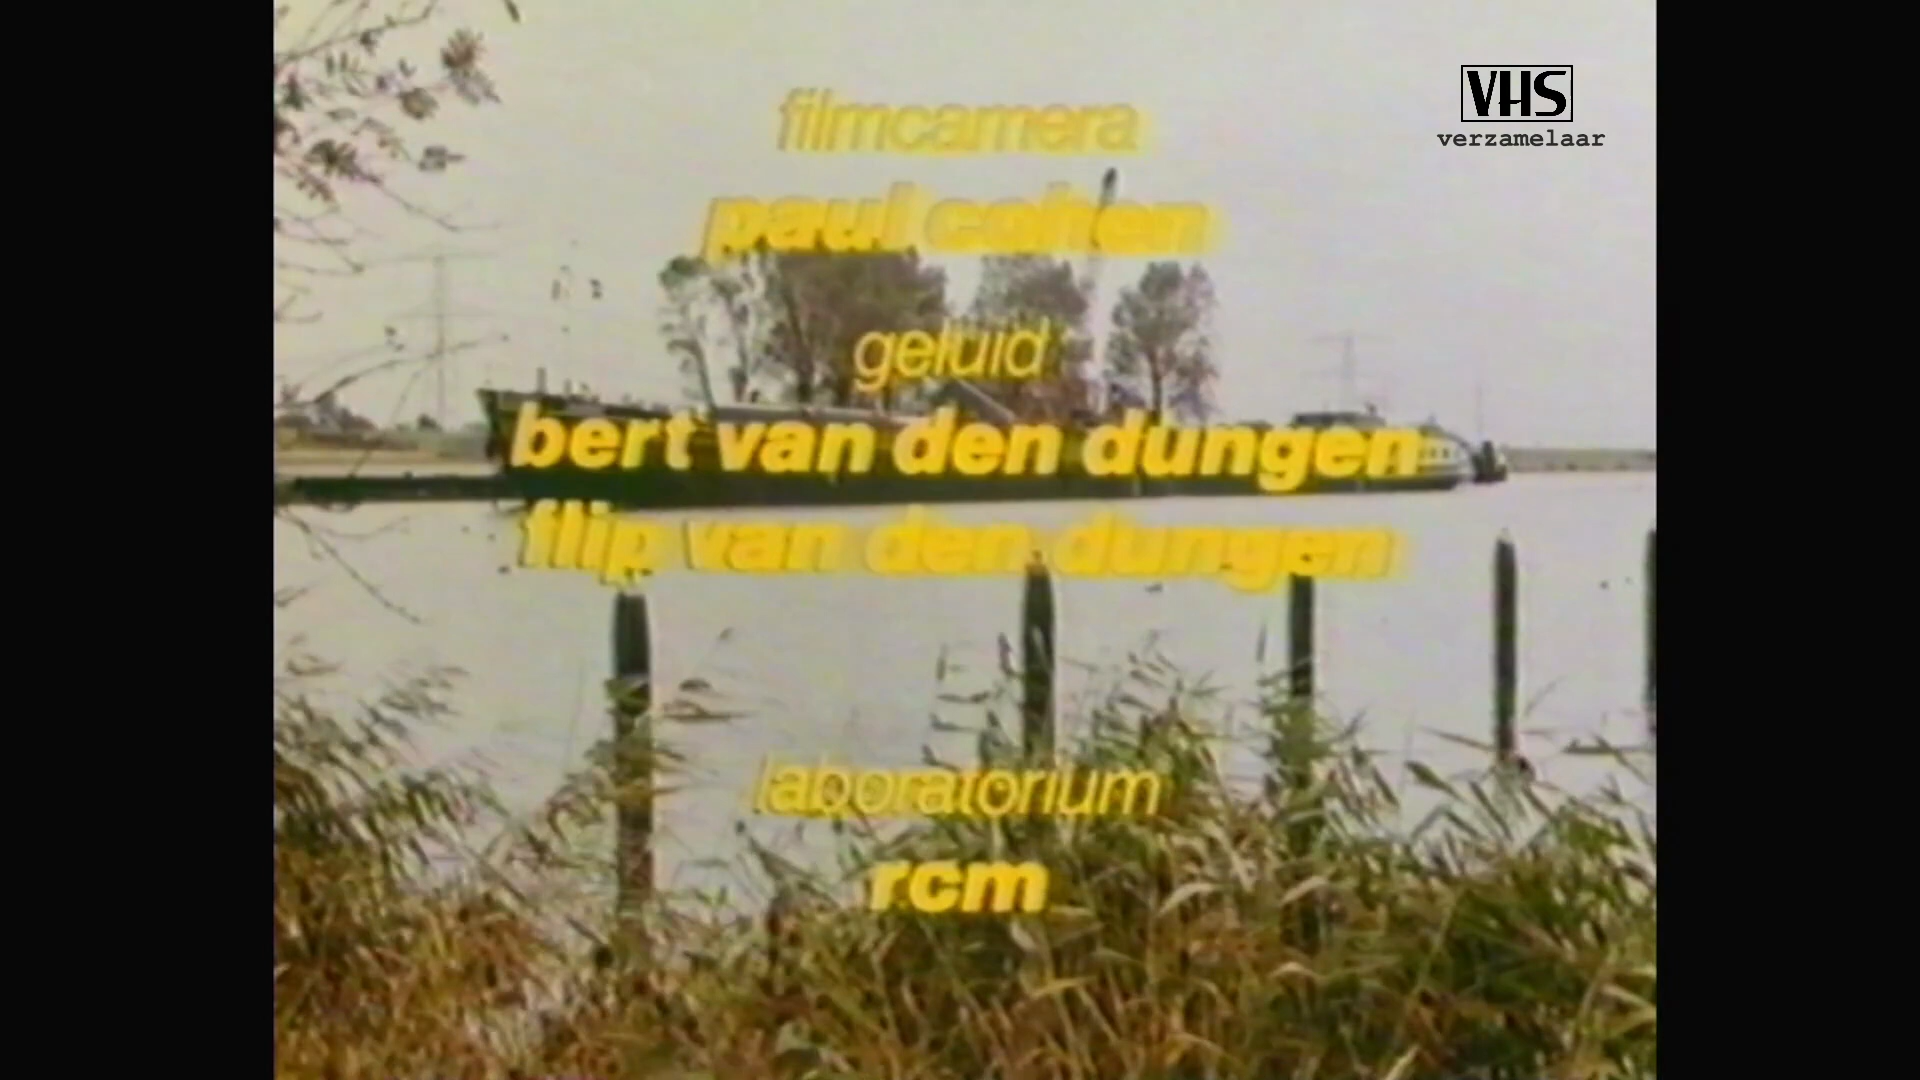 VHS
verzamelaar
filmcamera
paul cohen
geluid
bert van den dungen
flip van den dungen
laboratorium
rcm